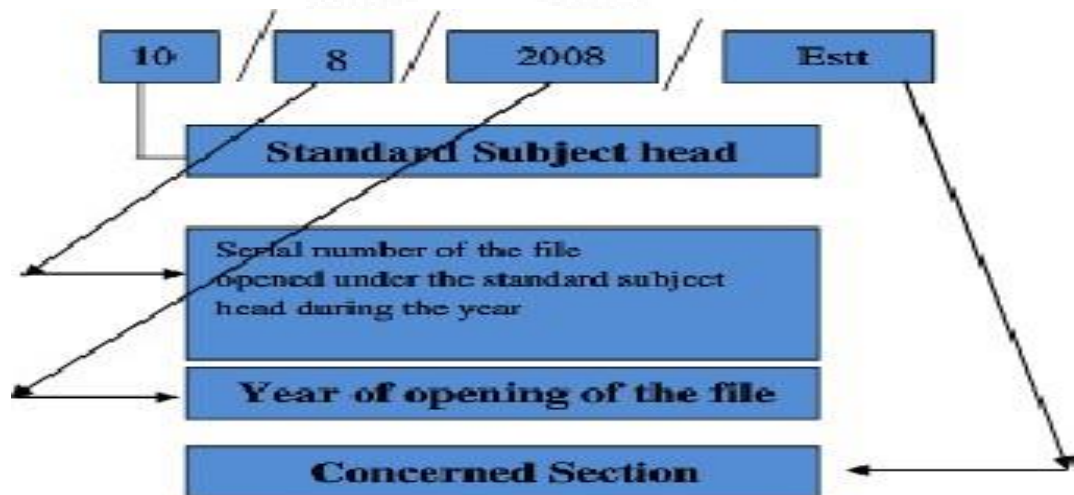 10 / 8 / 2008 / Estt
Standard Subject head
Serial number of the file
opened under the standard subject
head during the year
Year of opening of the file
Concerned Section